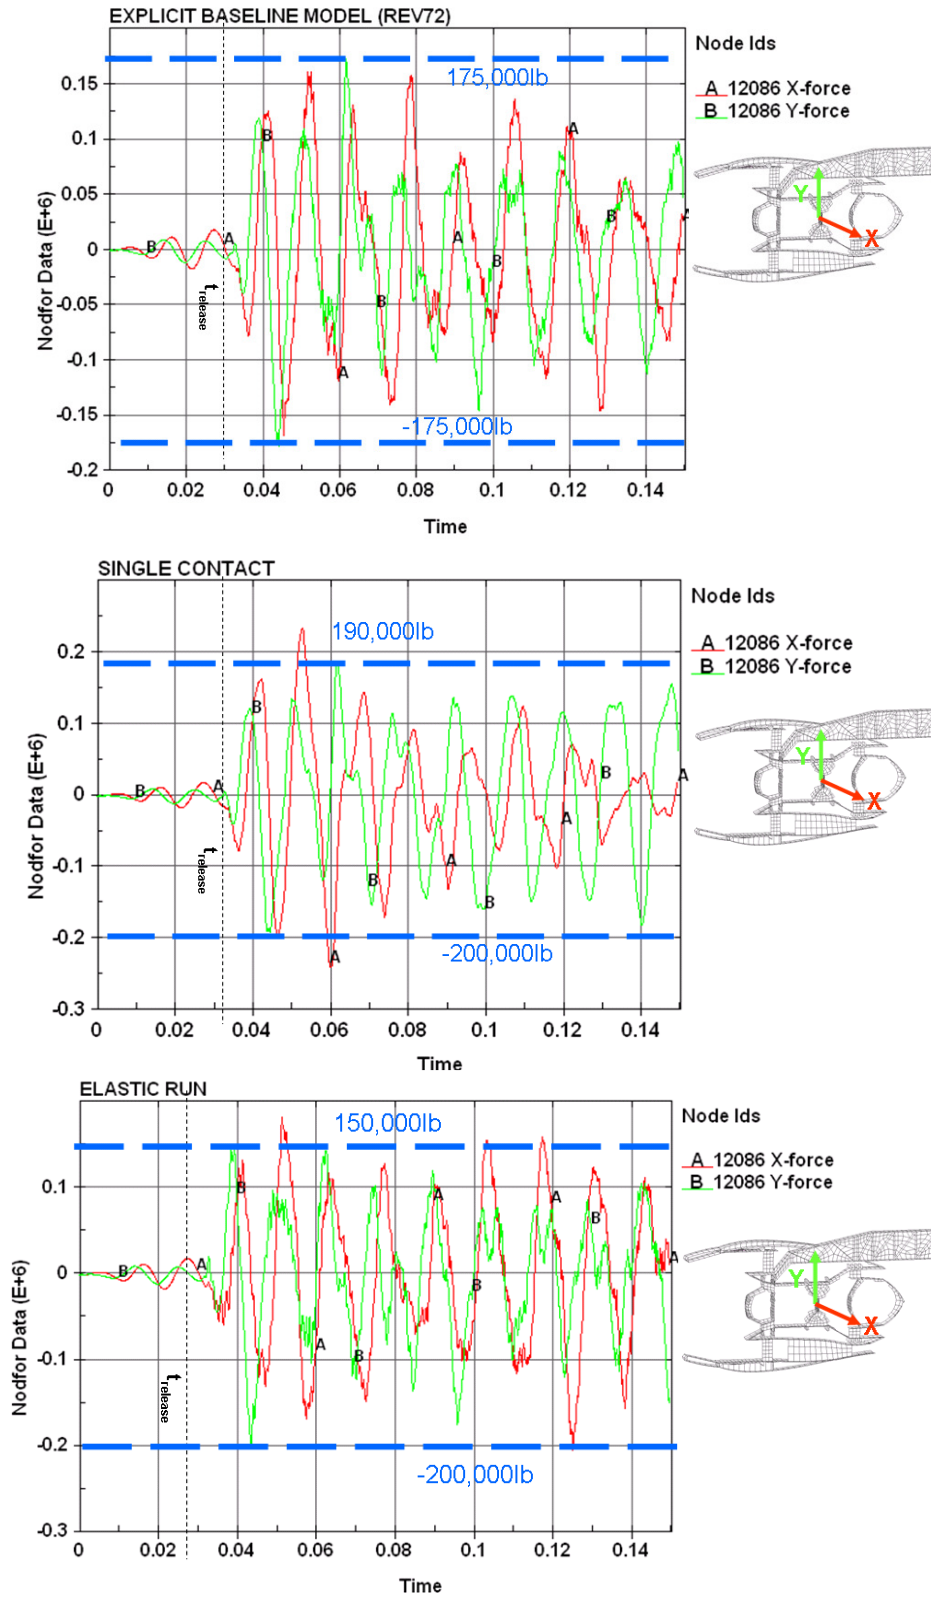 EXPLICIT BASELINE MODEL (REV72)
Node Ids
A 12086 X-force
B 12086 Y-force
175,000lb
-175,000lb
0.15
0.1
0.05
0
-0.05
-0.1
-0.15
-0.2
Nodfor Data (E+6)
B
A
B
A
B
A
B
A
B
A
trelease
Y
X
0
0.02
0.04
0.06
0.08
0.1
0.12
0.14
Time
SINGLE CONTACT
Node Ids
A 12086 X-force
B 12086 Y-force
190,000lb
-200,000lb
0.2
0.1
0
-0.1
-0.2
-0.3
Nodfor Data (E+6)
B
A
B
A
B
A
B
A
B
A
trelease
Y
X
0
0.02
0.04
0.06
0.08
0.1
0.12
0.14
Time
ELASTIC RUN
Node Ids
A 12086 X-force
B 12086 Y-force
150,000lb
-200,000lb
0.1
0
-0.1
-0.2
-0.3
Nodfor Data (E+6)
B
A
B
A
B
A
B
A
B
A
trelease
Y
X
0
0.02
0.04
0.06
0.08
0.1
0.12
0.14
Time